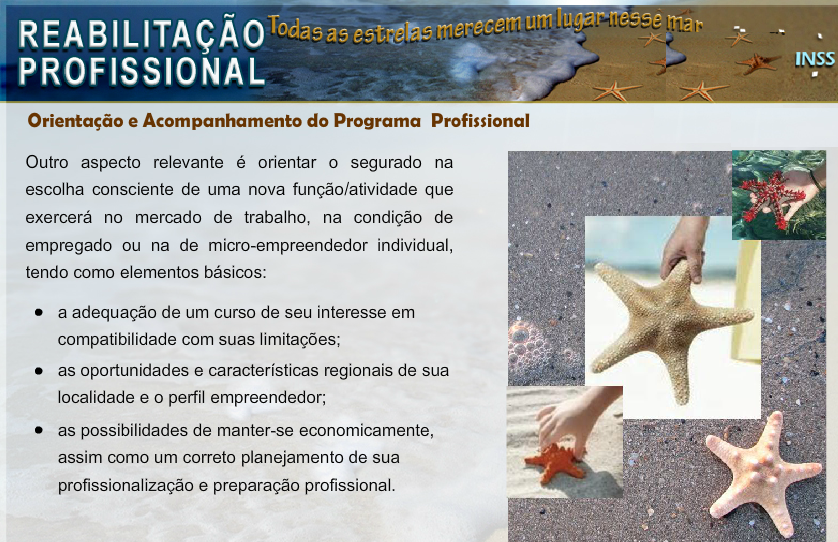 REABILITAÇÃO
PROFISSIONAL
Todas as estrelas merecem um lugar nesse mar
INSS
Orientação e Acompanhamento do Programa Profissional
Outro aspecto relevante é orientar o segurado na
escolha consciente de uma nova função/atividade que
exercerá no mercado de trabalho, na condição de
empregado ou na de micro-empreendedor individual,
tendo como elementos básicos:
• a adequação de um curso de seu interesse em
compatibilidade com suas limitações;
• as oportunidades e características regionais de sua
localidade e o perfil empreendedor;
• as possibilidades de manter-se economicamente,
assim como um correto planejamento de sua
profissionalização e preparação profissional.